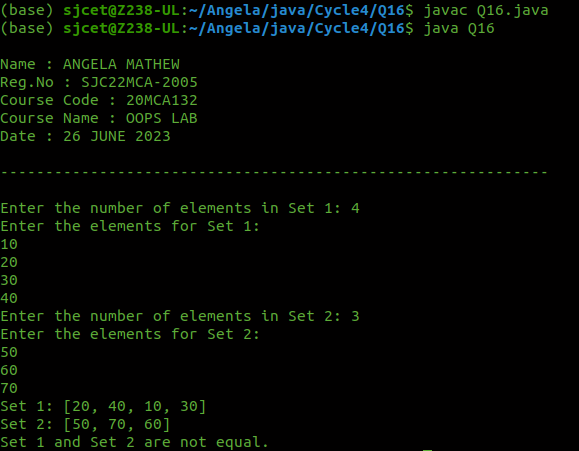 (base) sjcet@Z238-UL:~/Angela/java/Cycle4/Q16$ javac Q16.java
(base) sjcet@Z238-UL:~/Angela/java/Cycle4/Q16$ java Q16
Name : ANGELA MATHEW
Reg.No : SJC22MCA-2005
Course Code : 20MCA132
Course Name : OOPS LAB
Date : 26 JUNE 2023
-------------------------------------------------------------
Enter the number of elements in Set 1: 4
Enter the elements for Set 1:
10
20
30
40
Enter the number of elements in Set 2: 3
Enter the elements for Set 2:
50
60
70
Set 1: [20, 40, 10, 30]
Set 2: [50, 70, 60]
Set 1 and Set 2 are not equal.